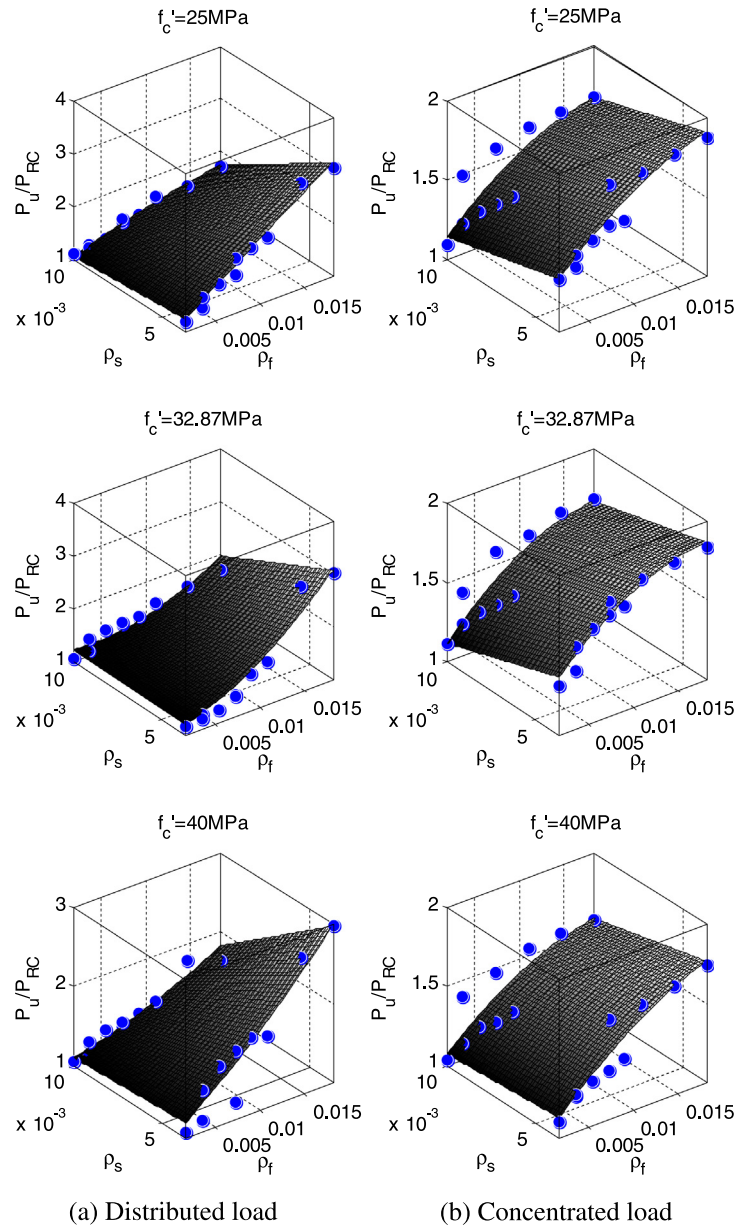 f_c'=25MPa
4
3
2
1
P_u/P_RC
10
x 10^-3
5
ρ_s
0.005
0.01
0.015
ρ_f
f_c'=25MPa
2
1.5
1
P_u/P_RC
10
x 10^-3
5
ρ_s
0.005
0.01
0.015
ρ_f
f_c'=32.87MPa
4
3
2
1
P_u/P_RC
10
x 10^-3
5
ρ_s
0.005
0.01
0.015
ρ_f
f_c'=32.87MPa
2
1.5
1
P_u/P_RC
10
x 10^-3
5
ρ_s
0.005
0.01
0.015
ρ_f
f_c'=40MPa
3
2
1
P_u/P_RC
10
x 10^-3
5
ρ_s
0.005
0.01
0.015
ρ_f
f_c'=40MPa
2
1.5
1
P_u/P_RC
10
x 10^-3
5
ρ_s
0.005
0.01
0.015
ρ_f
(a) Distributed load
(b) Concentrated load